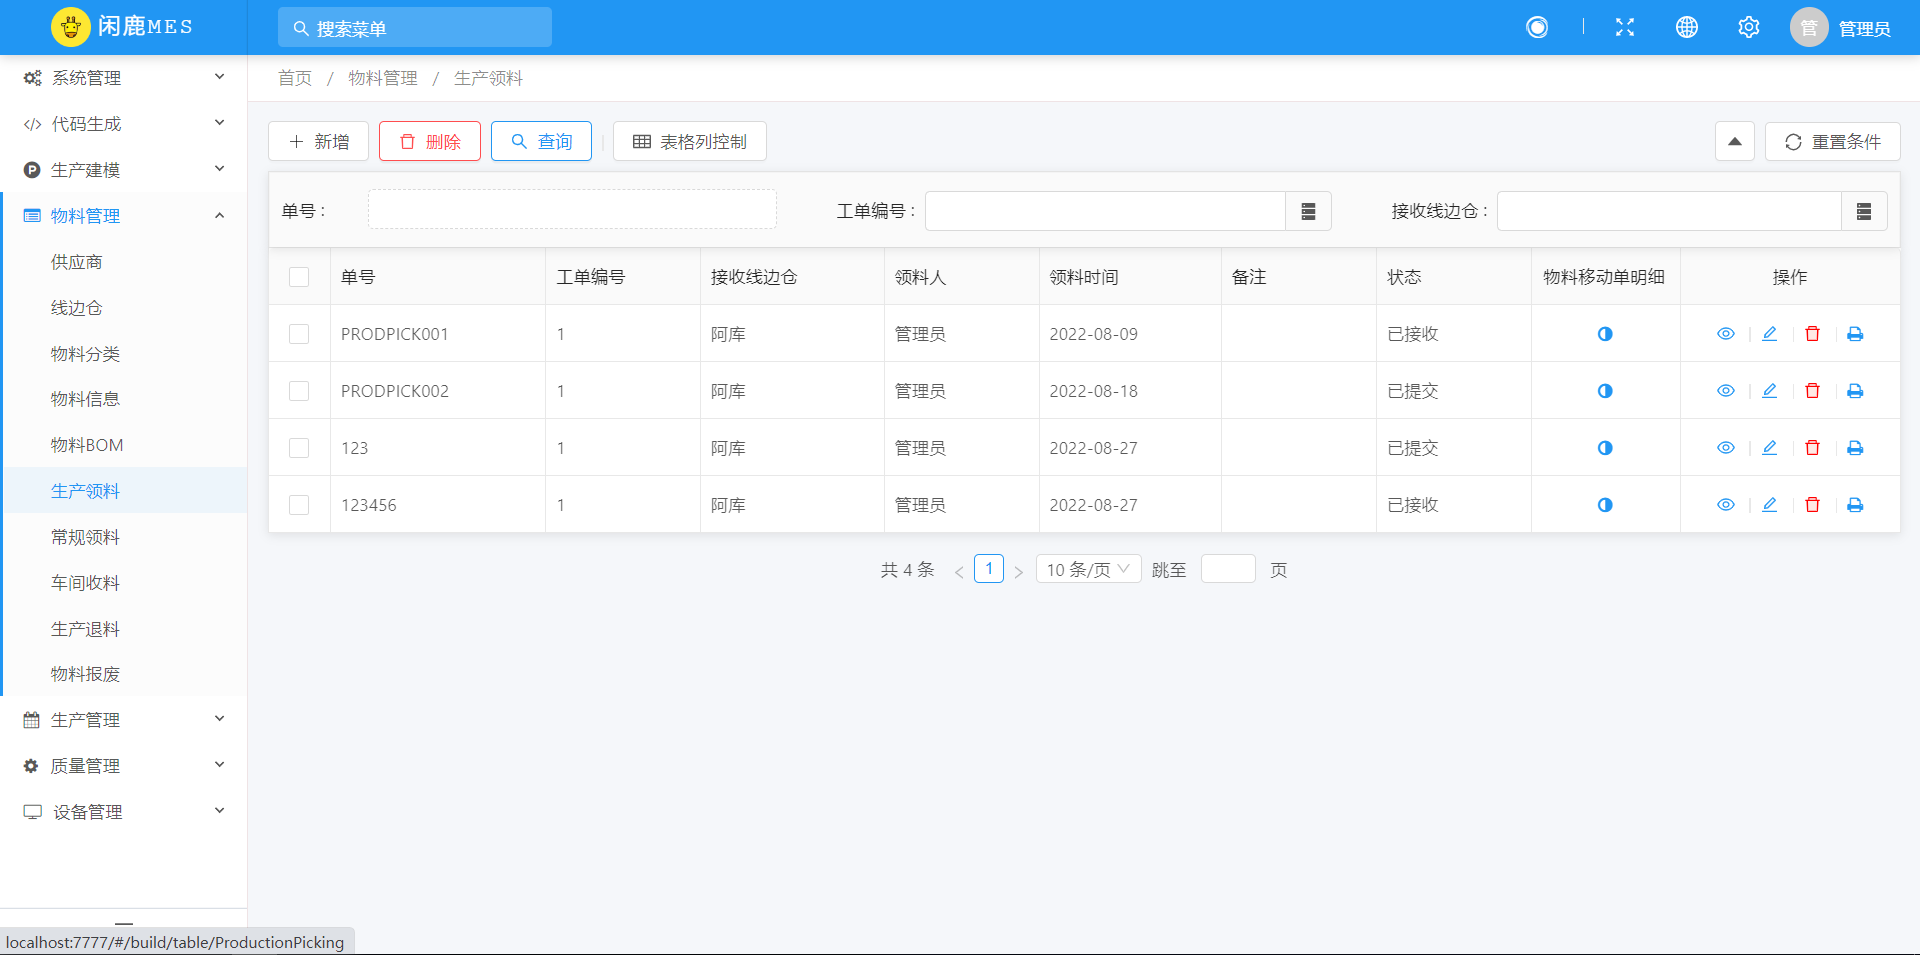 闲鹿MES
搜索菜单
管
管理员
系统管理
代码生成
生产建模
物料管理
供应商
线边仓
物料分类
物料信息
物料BOM
生产领料
常规领料
车间收料
生产退料
物料报废
生产管理
质量管理
设备管理
localhost:7777/#/build/table/ProductionPicking
首页 / 物料管理 / 生产领料
新增 删除 查询 表格列控制 重置条件
单号 : 工单编号 : 接收线边仓 :
单号 工单编号 接收线边仓 领料人 领料时间 备注 状态 物料移动单明细 操作
PRODPICK001 1 阿库 管理员 2022-08-09 已接收
PRODPICK002 1 阿库 管理员 2022-08-18 已提交
123 1 阿库 管理员 2022-08-27 已提交
123456 1 阿库 管理员 2022-08-27 已接收
共 4 条 < 1 > 10 条/页 跳至 页